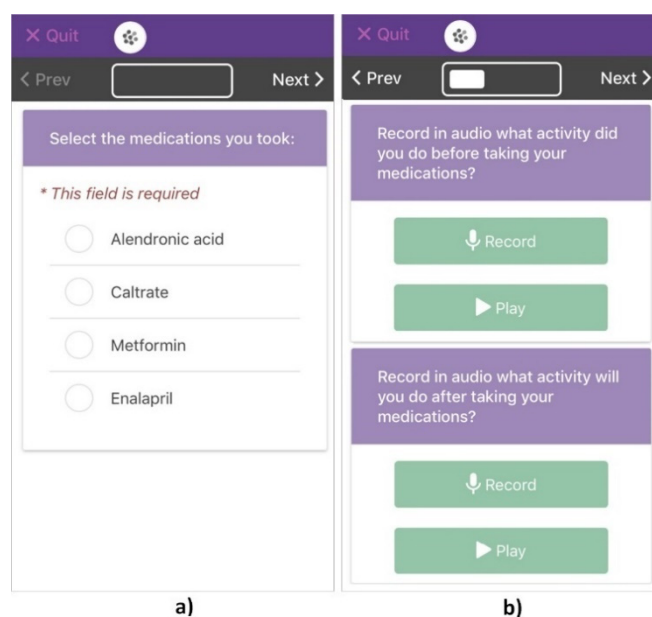 X Quit
< Prev Next >
Select the medications you took:
* This field is required
Alendronic acid
Caltrate
Metformin
Enalapril
a)
X Quit
< Prev Next >
Record in audio what activity did
you do before taking your
medications?
Record
Play
Record in audio what activity will
you do after taking your
medications?
Record
Play
b)